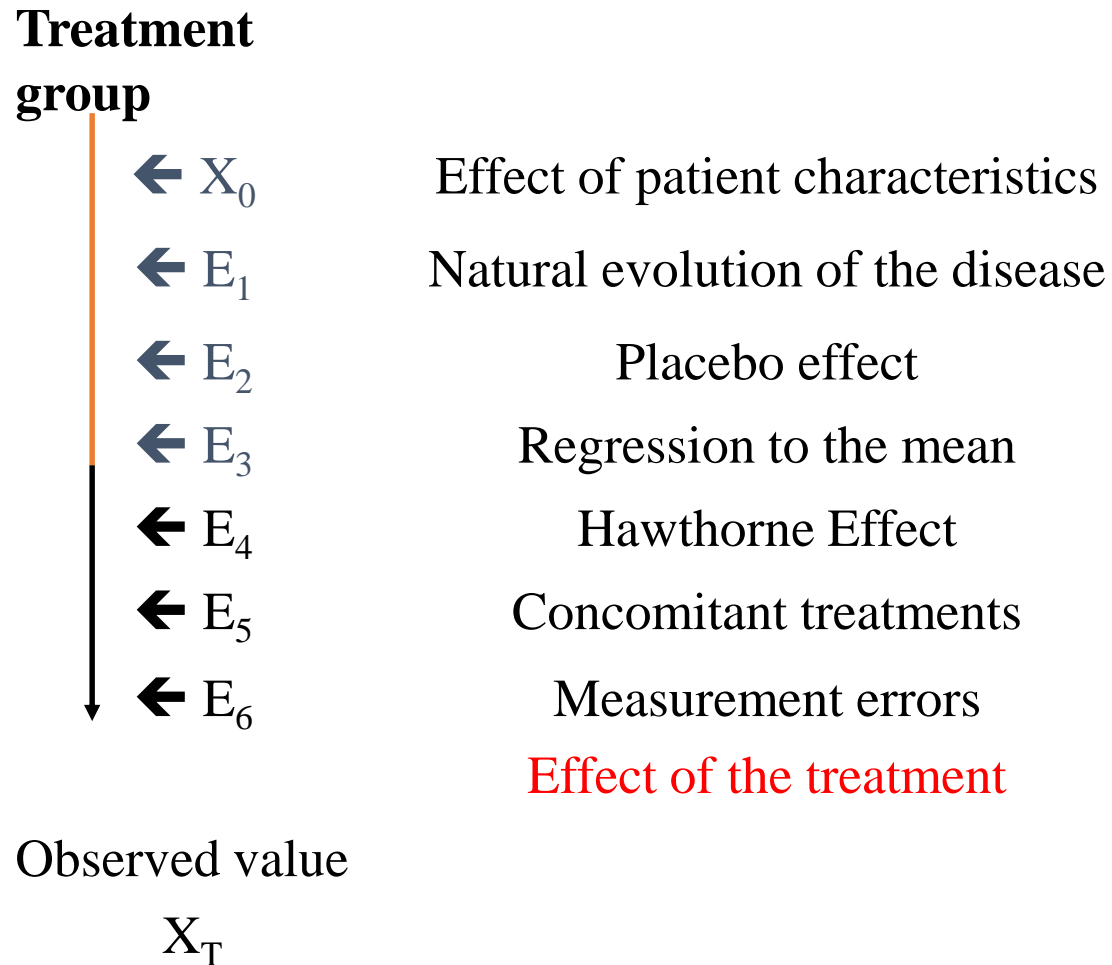 Treatment
group
← X₀ Effect of patient characteristics
← E₁ Natural evolution of the disease
← E₂ Placebo effect
← E₃ Regression to the mean
← E₄ Hawthorne Effect
← E₅ Concomitant treatments
← E₆ Measurement errors
Effect of the treatment
Observed value
X_T